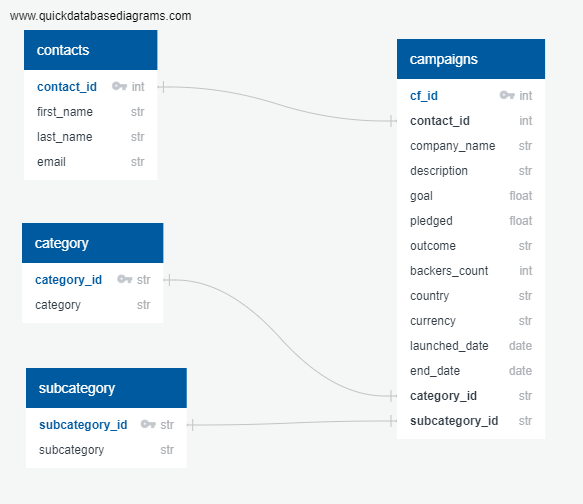 www.quickdatabasediagrams.com
contacts
contact_id int
first_name str
last_name str
email str
campaigns
cf_id int
contact_id int
company_name str
description str
goal float
pledged float
outcome str
backers_count int
country str
currency str
launched_date date
end_date date
category_id str
subcategory_id str
category
category_id str
category str
subcategory
subcategory_id str
subcategory str